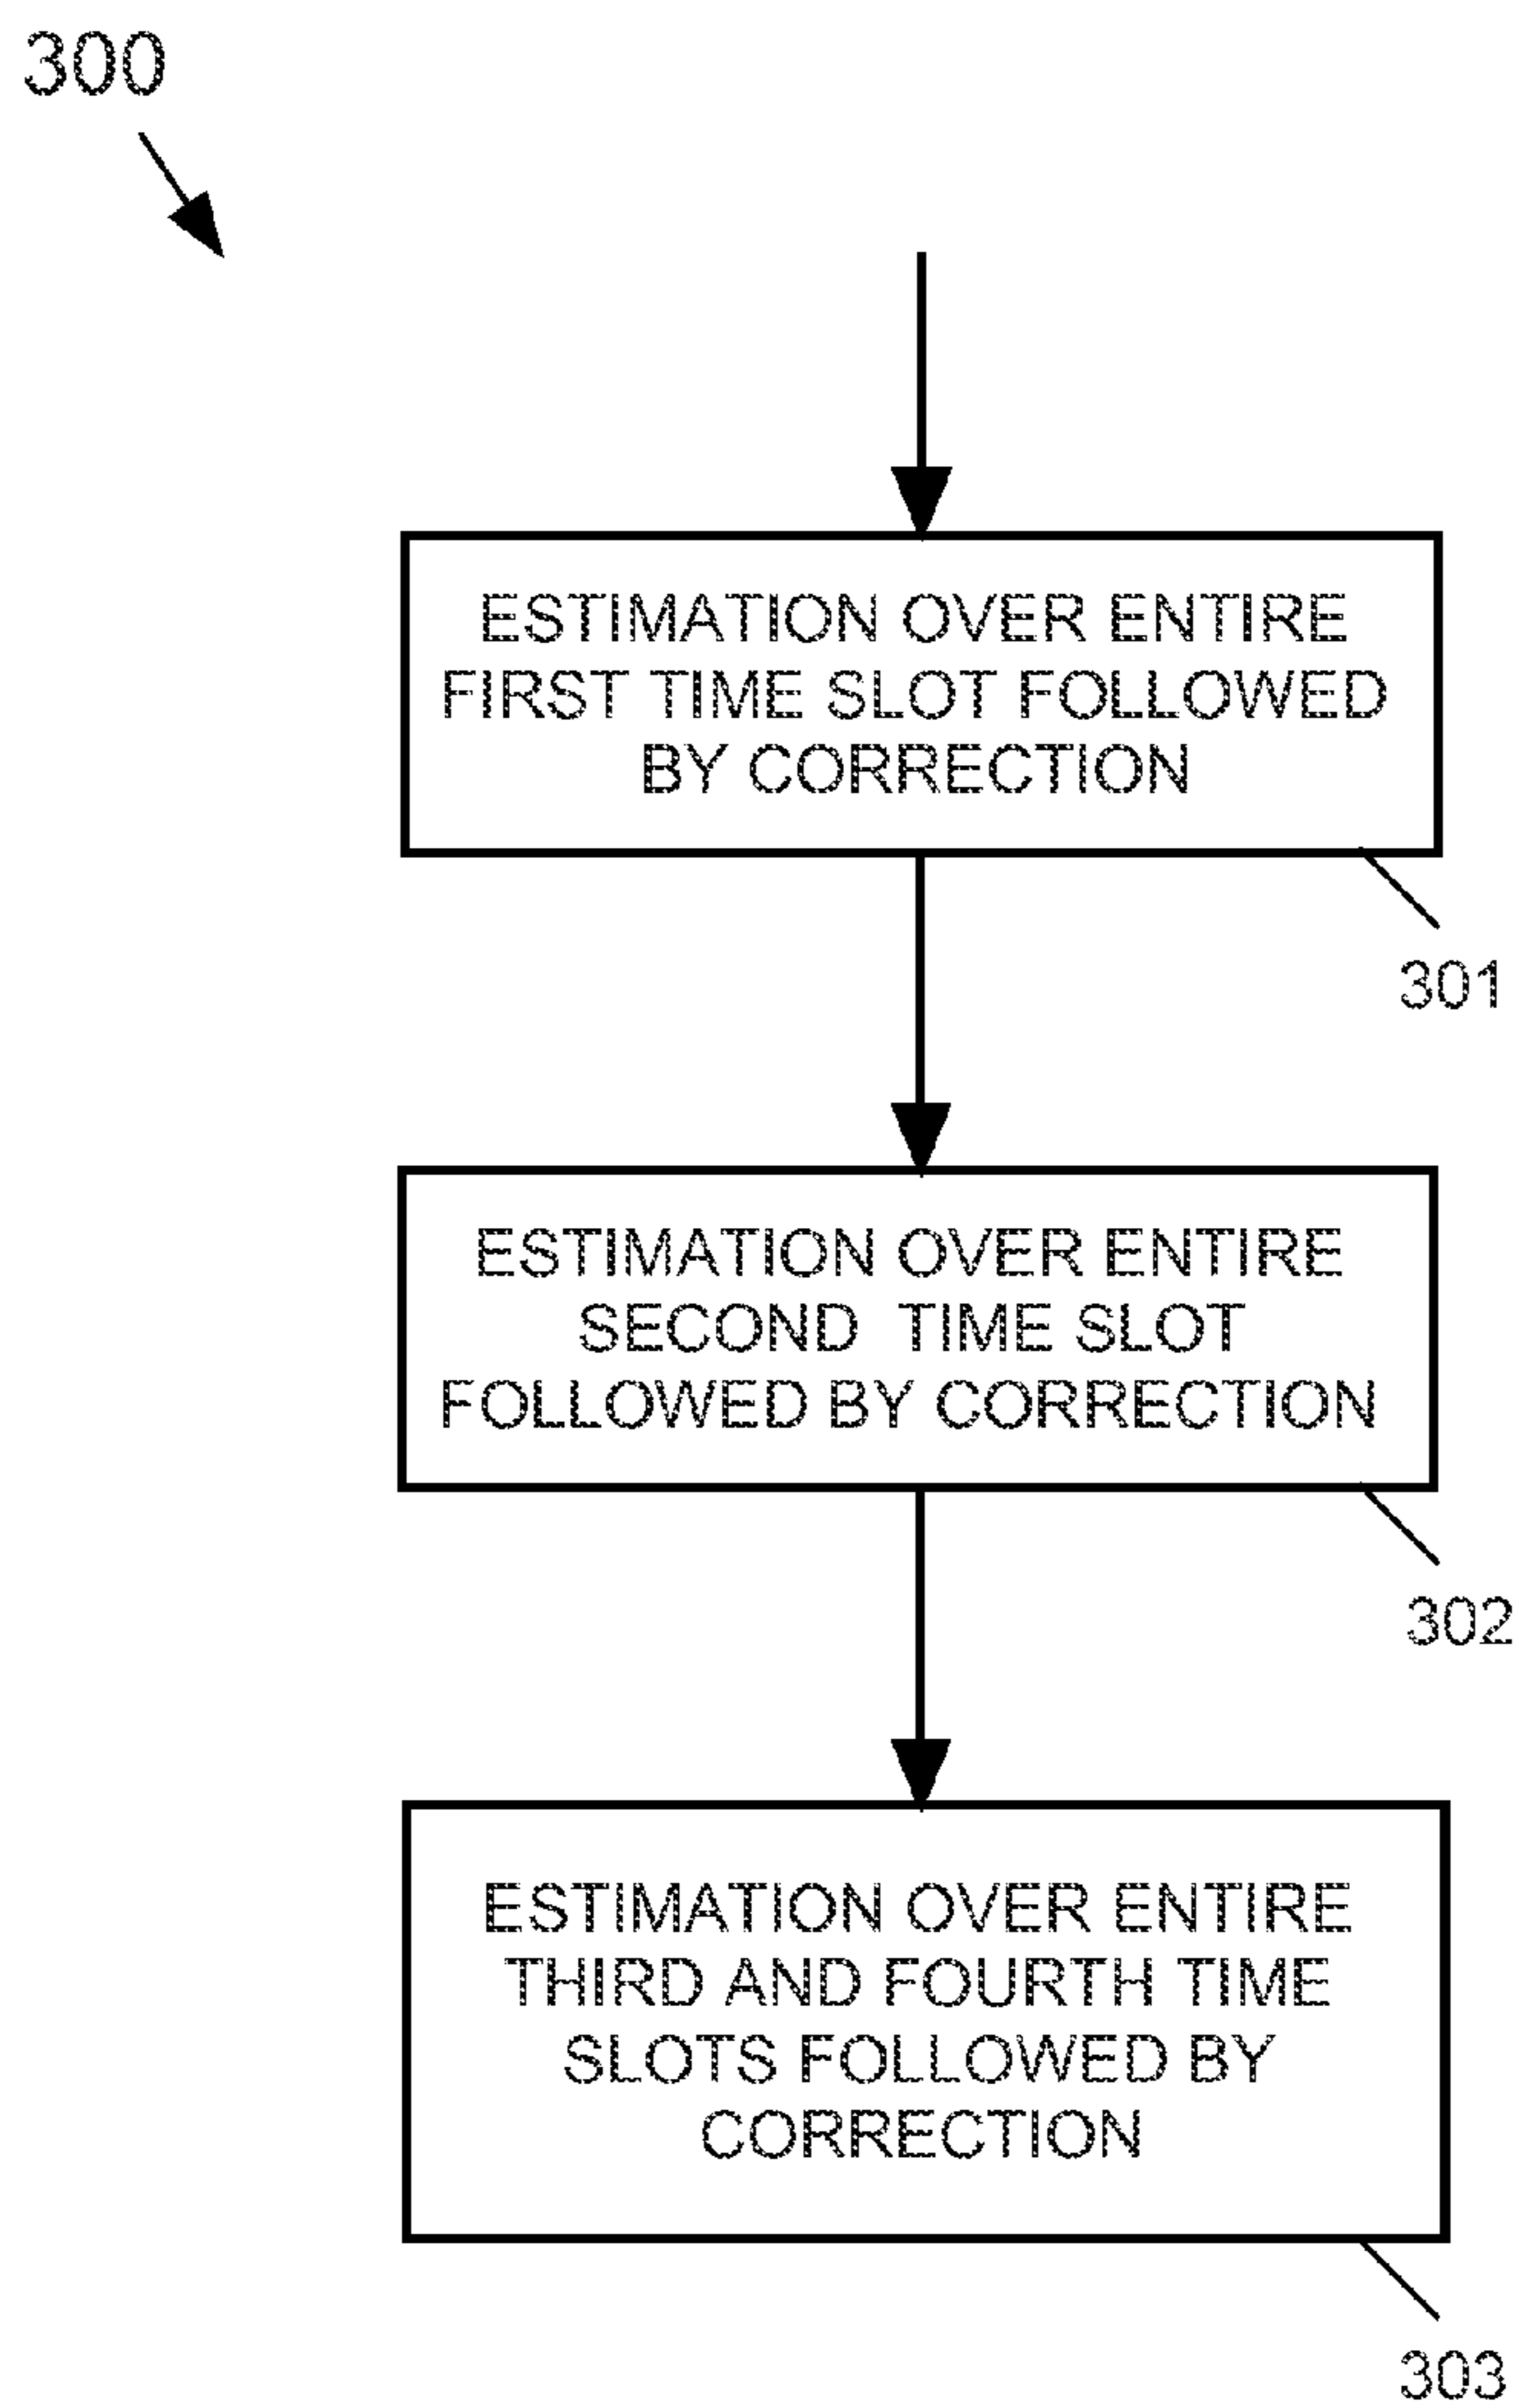 300
ESTIMATION OVER ENTIRE
FIRST TIME SLOT FOLLOWED
BY CORRECTION
301
ESTIMATION OVER ENTIRE
SECOND TIME SLOT
FOLLOWED BY CORRECTION
302
ESTIMATION OVER ENTIRE
THIRD AND FOURTH TIME
SLOTS FOLLOWED BY
CORRECTION
303